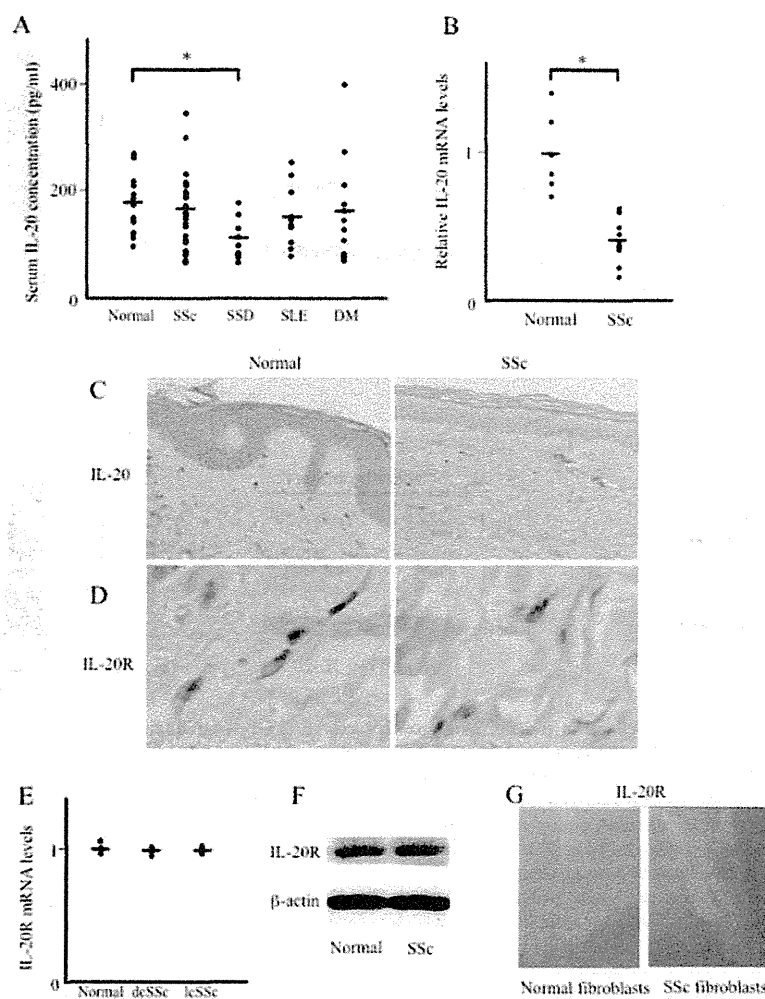 A
*
Serum IL-20 concentration (pg/ml)
400
200
0
Normal SSc SSD SLE DM
B
*
Relative IL-20 mRNA levels
1
0
Normal SSc
Normal SSc
C
IL-20
D
IL-20R
E
IL-20R mRNA levels
1
0
Normal dcSSc lcSSc
F
IL-20R
β-actin
Normal SSc
G
IL-20R
Normal fibroblasts SSc fibroblasts